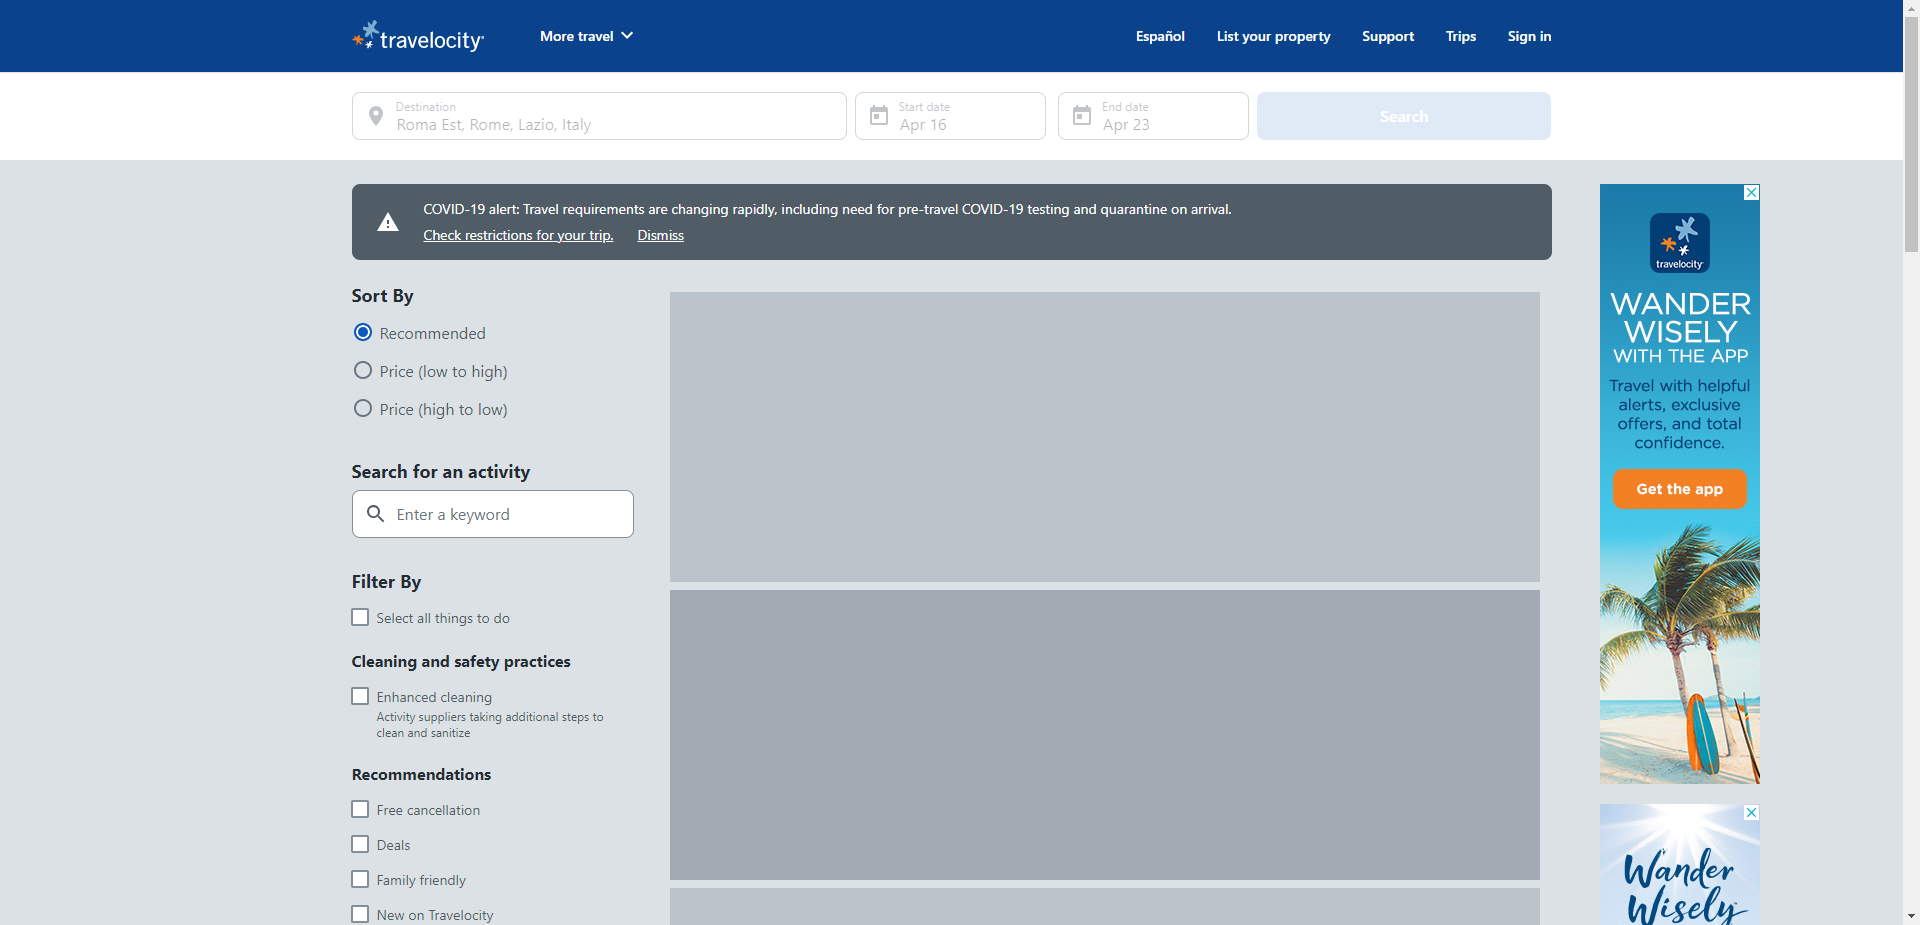 travelocity
More travel
Español
List your property
Support
Trips
Sign in
Destination
Roma Est, Rome, Lazio, Italy
Start date
Apr 16
End date
Apr 23
Search
COVID-19 alert: Travel requirements are changing rapidly, including need for pre-travel COVID-19 testing and quarantine on arrival.
Check restrictions for your trip. Dismiss
Sort By
Recommended
Price (low to high)
Price (high to low)
Search for an activity
Enter a keyword
Filter By
Select all things to do
Cleaning and safety practices
Enhanced cleaning
Activity suppliers taking additional steps to
clean and sanitize
Recommendations
Free cancellation
Deals
Family friendly
New on Travelocity
travelocity
WANDER
WISELY
WITH THE APP
Travel with helpful
alerts, exclusive
offers, and total
confidence.
Get the app
Wander
Wisely